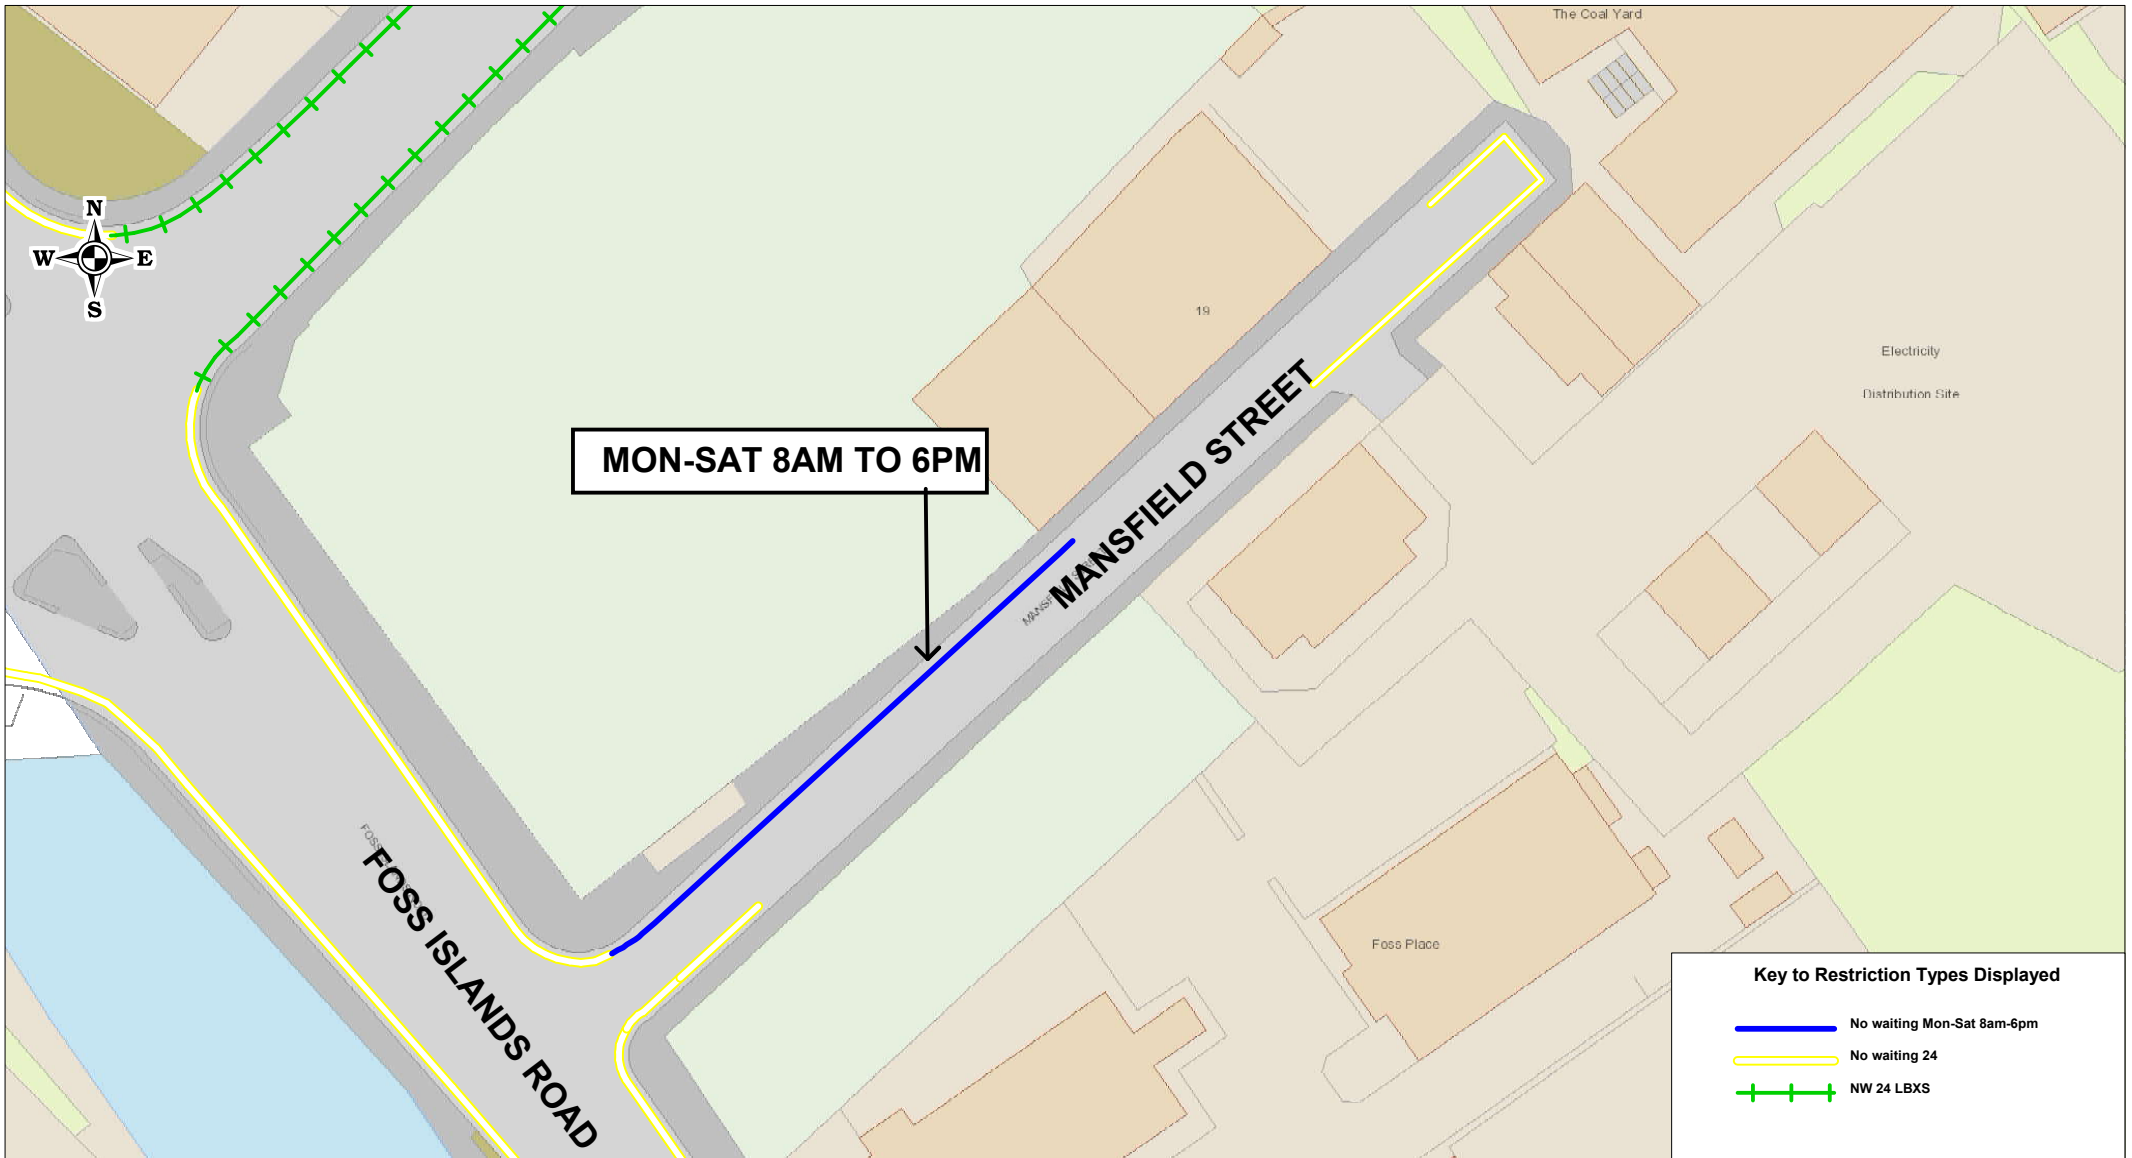 The Coal Yard
N
W E
S
19
Electricity
Distribution Site
MANSFIELD STREET
MON-SAT 8AM TO 6PM
FOSS ISLANDS ROAD
Foss Place
Key to Restriction Types Displayed
No waiting Mon-Sat 8am-6pm
No waiting 24
NW 24 LBXS